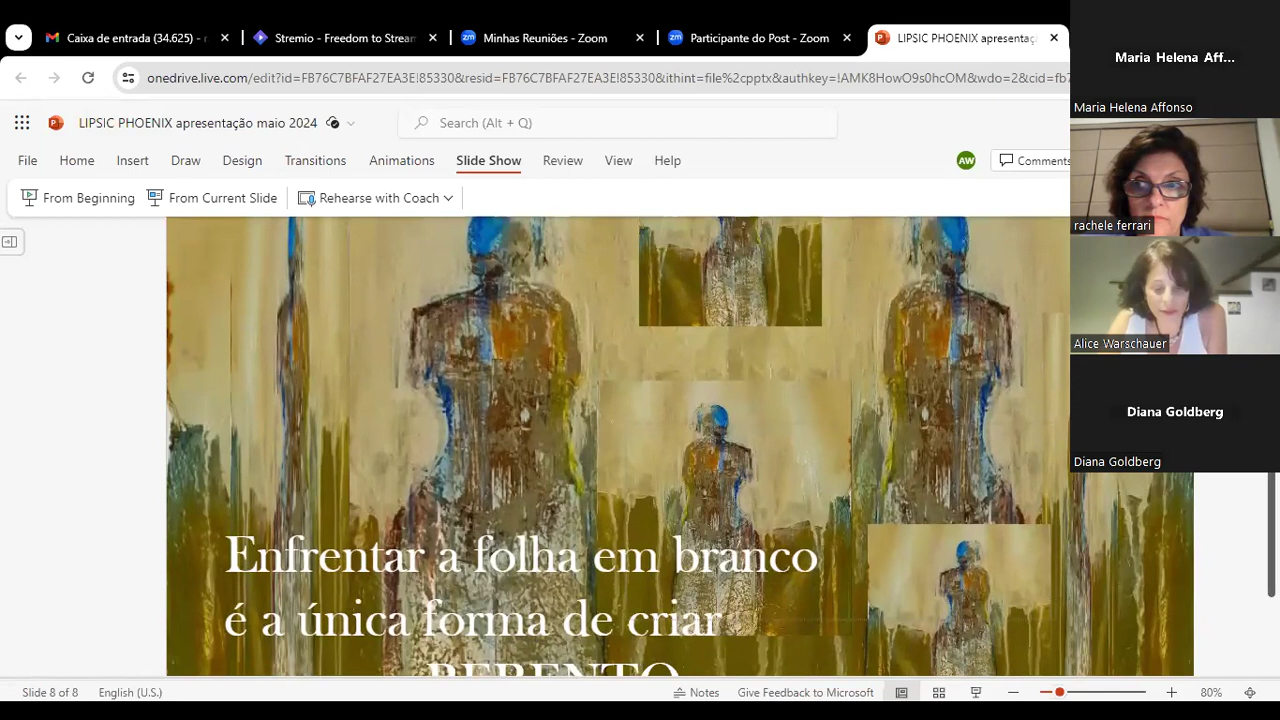 Caixa de entrada (34.625) -
Stremio - Freedom to Strea
Minhas Reuniões - Zoom
Participante do Post - Zoom
LIPSIC PHOENIX apresentaç
onedrive.live.com/edit?id=FB76C7BFAF27EA3E!85330&resid=FB76C7BFAF27EA3E!85330&ithint=file%2cpptx&authkey=!AMK8HowO9s0hcOM&wdo=2&cid=fb7
LIPSIC PHOENIX apresentação maio 2024
Search (Alt + Q)
File Home Insert Draw Design Transitions Animations Slide Show Review View Help
AW
Comments
From Beginning From Current Slide Rehearse with Coach
Enfrentar a folha em branco
é a única forma de criar
REBENTO
Slide 8 of 8 English (U.S.) Notes Give Feedback to Microsoft 80%
Maria Helena Aff...
Maria Helena Affonso
rachele ferrari
Alice Warschauer
Diana Goldberg
Diana Goldberg